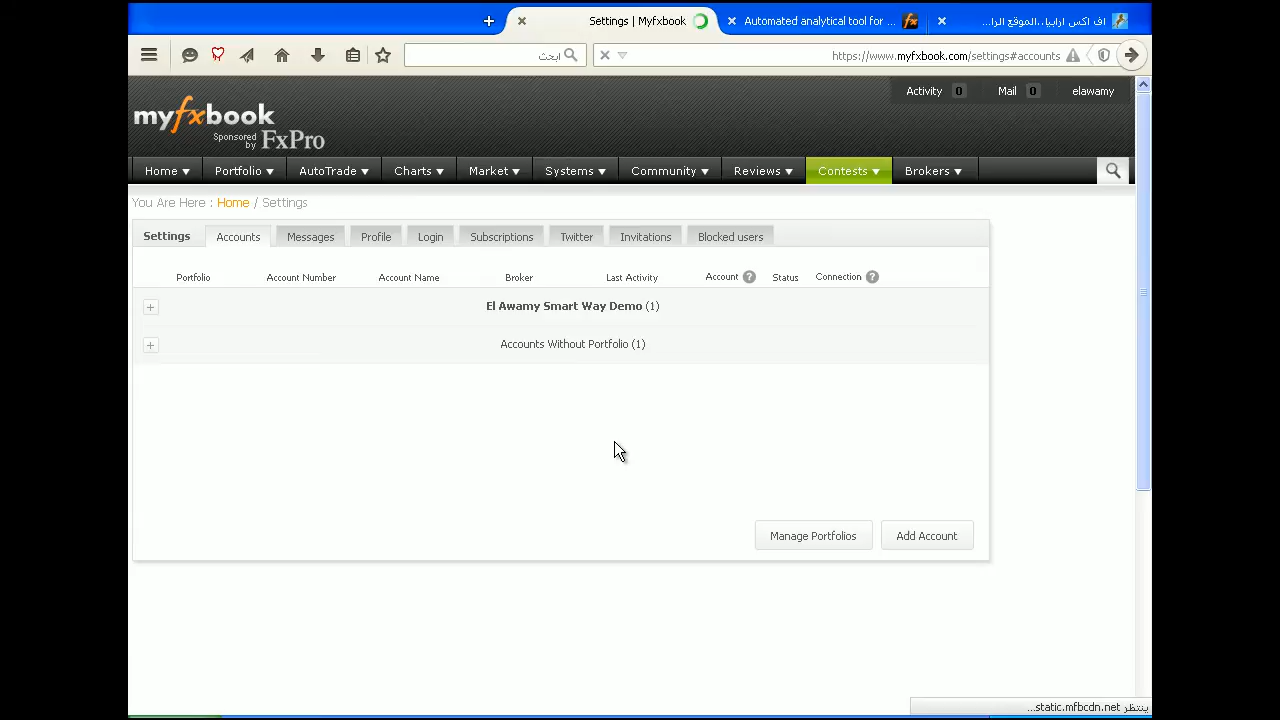 Settings | Myfxbook
Automated analytical tool for ...
اف اكس ارابيا..الموقع الرا...
ابحث
https://www.myfxbook.com/settings#accounts
Activity 0 Mail 0 elawamy
myfxbook
Sponsored by FxPro
Home Portfolio AutoTrade Charts Market Systems Community Reviews Contests Brokers
You Are Here : Home / Settings
Settings Accounts Messages Profile Login Subscriptions Twitter Invitations Blocked users
Portfolio Account Number Account Name Broker Last Activity Account ? Status Connection ?
El Awamy Smart Way Demo (1)
Accounts Without Portfolio (1)
Manage Portfolios Add Account
ينتظر static.mfbcdn.net...